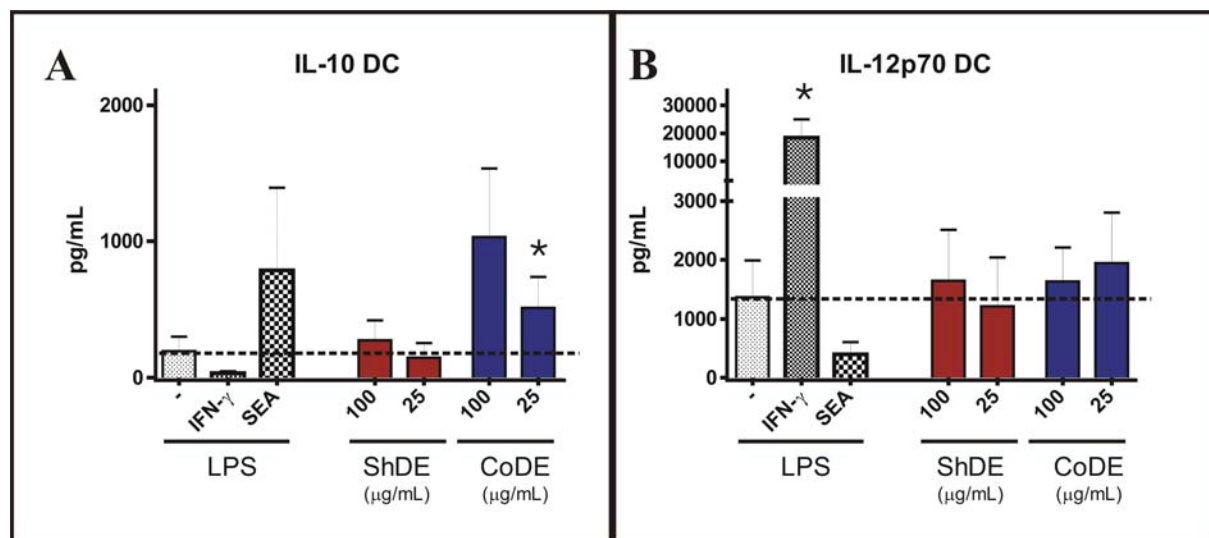 A
IL-10 DC
pg/mL
2000
1000
0
*
- IFN-γ SEA 100 25 100 25
LPS ShDE CoDE
(μg/mL) (μg/mL)
B
IL-12p70 DC
pg/mL
30000
20000
10000
3000
2000
1000
0
*
- IFN-γ SEA 100 25 100 25
LPS ShDE CoDE
(μg/mL) (μg/mL)